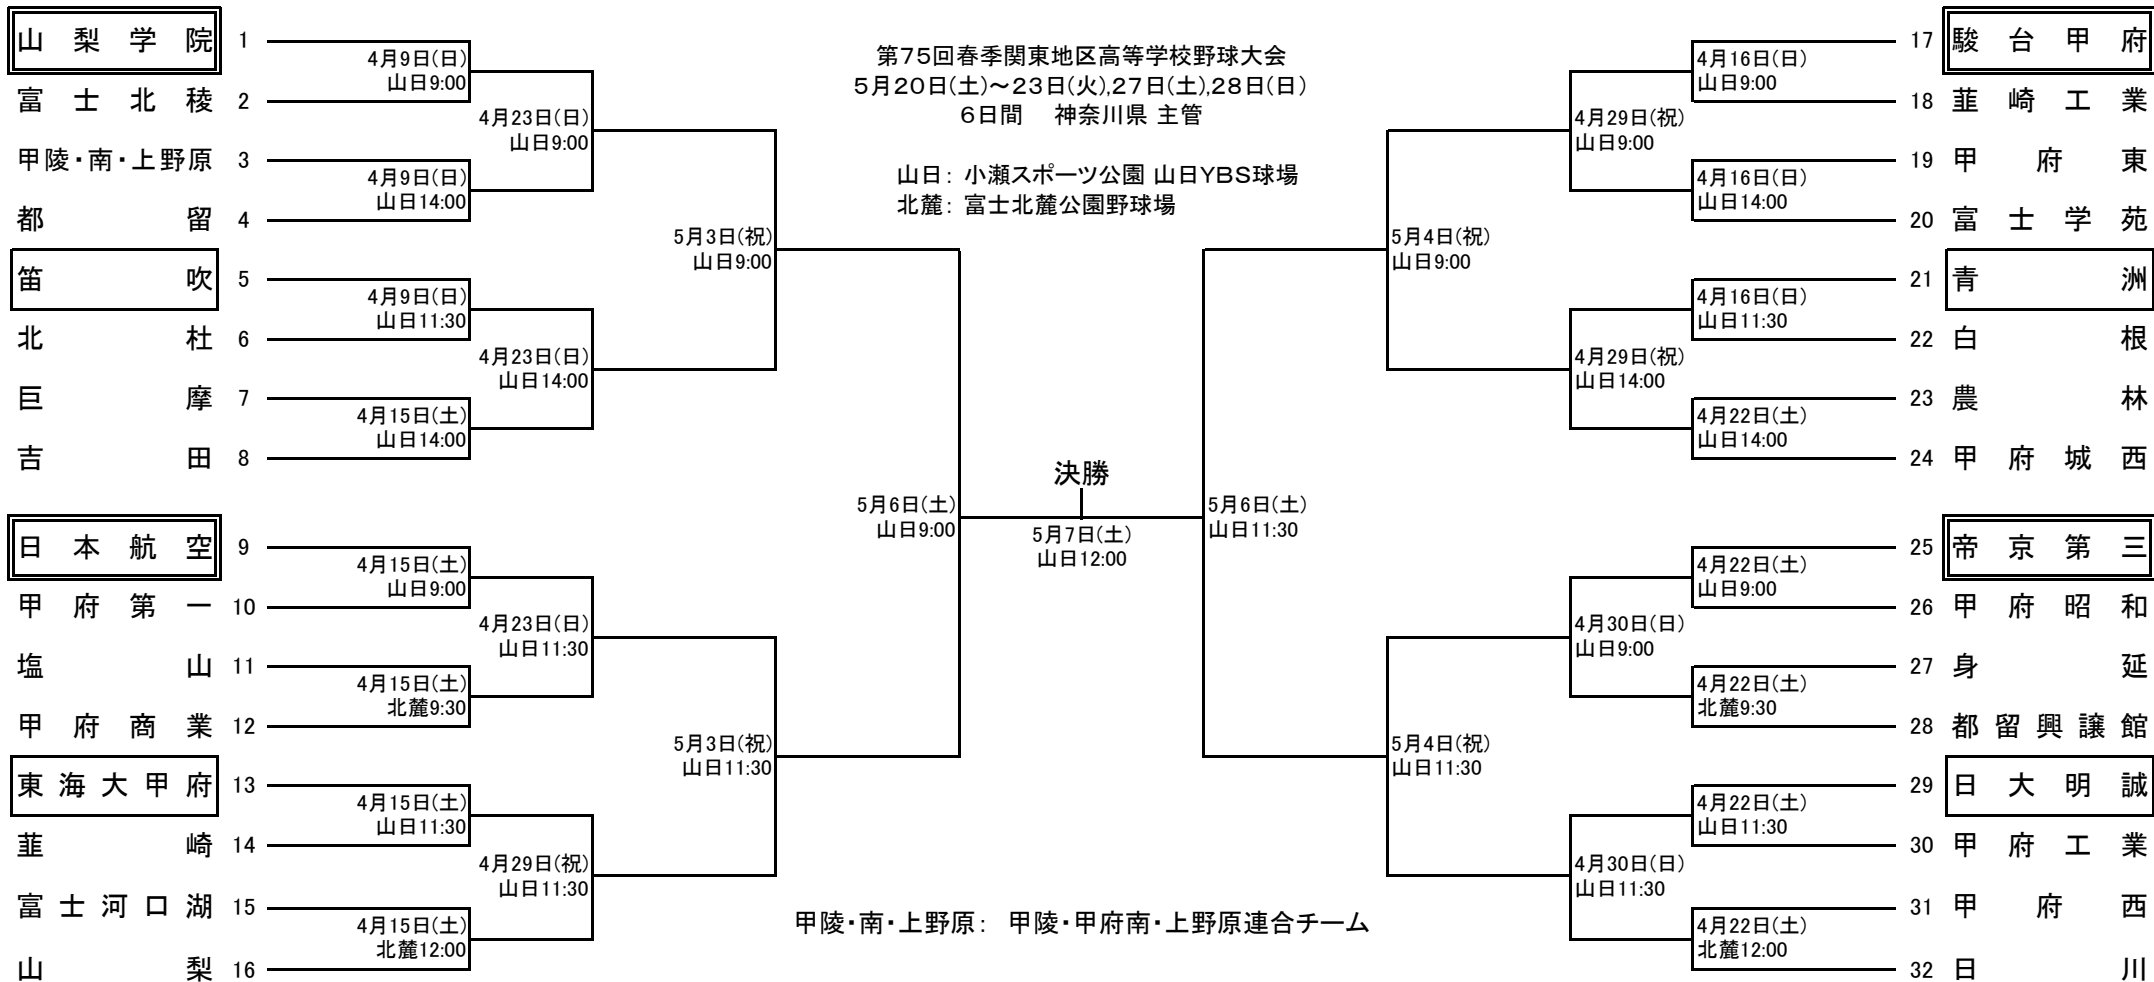 山梨学院 1
4月9日(日)
山日9:00
富士北稜 2
4月23日(日)
山日9:00
甲陵・南・上野原 3
4月9日(日)
山日14:00
都留 4
5月3日(祝)
山日9:00
笛吹 5
4月9日(日)
山日11:30
北杜 6
4月23日(日)
山日14:00
巨摩 7
4月15日(土)
山日14:00
吉田 8
5月6日(土)
山日9:00
日本航空 9
4月15日(土)
山日9:00
甲府第一 10
4月23日(日)
山日11:30
塩山 11
4月15日(土)
北麓9:30
甲府商業 12
5月3日(祝)
山日11:30
東海大甲府 13
4月15日(土)
山日11:30
韮崎 14
4月29日(祝)
山日11:30
富士河口湖 15
4月15日(土)
北麓12:00
山梨 16
第75回春季関東地区高等学校野球大会
5月20日(土)～23日(火),27日(土),28日(日)
6日間 神奈川県 主管
山日： 小瀬スポーツ公園 山日YBS球場
北麓： 富士北麓公園野球場
決勝
5月7日(土)
山日12:00
甲陵・南・上野原： 甲陵・甲府南・上野原連合チーム
17 駿台甲府
4月16日(日)
山日9:00
18 韮崎工業
4月29日(祝)
山日9:00
19 甲府東
4月16日(日)
山日14:00
20 富士学苑
5月4日(祝)
山日9:00
21 青洲
4月16日(日)
山日11:30
22 白根
4月29日(祝)
山日14:00
23 農林
4月22日(土)
山日14:00
24 甲府城西
5月6日(土)
山日11:30
25 帝京第三
4月22日(土)
山日9:00
26 甲府昭和
4月30日(日)
山日9:00
27 身延
4月22日(土)
北麓9:30
28 都留興譲館
5月4日(祝)
山日11:30
29 日大明誠
4月22日(土)
山日11:30
30 甲府工業
4月30日(日)
山日11:30
31 甲府西
4月22日(土)
北麓12:00
32 日川